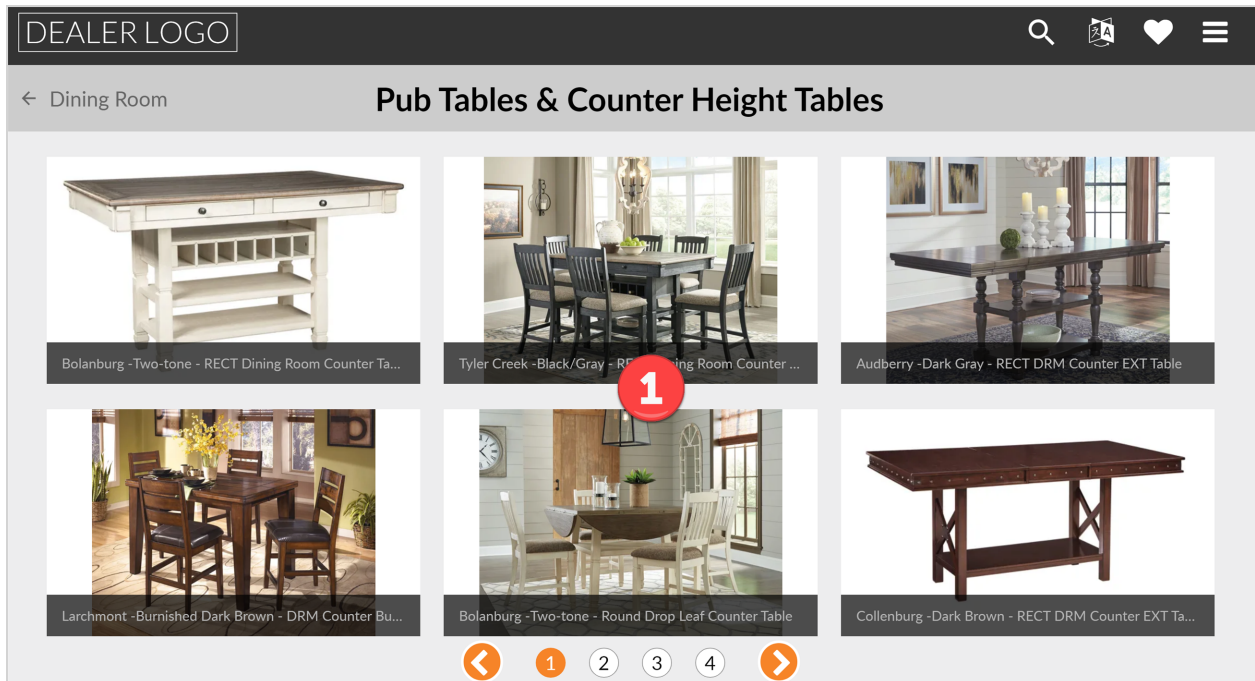 DEALER LOGO
← Dining Room
Pub Tables & Counter Height Tables
Bolanburg -Two-tone - RECT Dining Room Counter Ta...
Tyler Creek -Black/Gray - RE ing Room Counter ...
Audberry -Dark Gray - RECT DRM Counter EXT Table
1
Larchmont -Burnished Dark Brown - DRM Counter Bu...
Bolanburg -Two-tone - Round Drop Leaf Counter Table
Collenburg -Dark Brown - RECT DRM Counter EXT Ta...
1 2 3 4